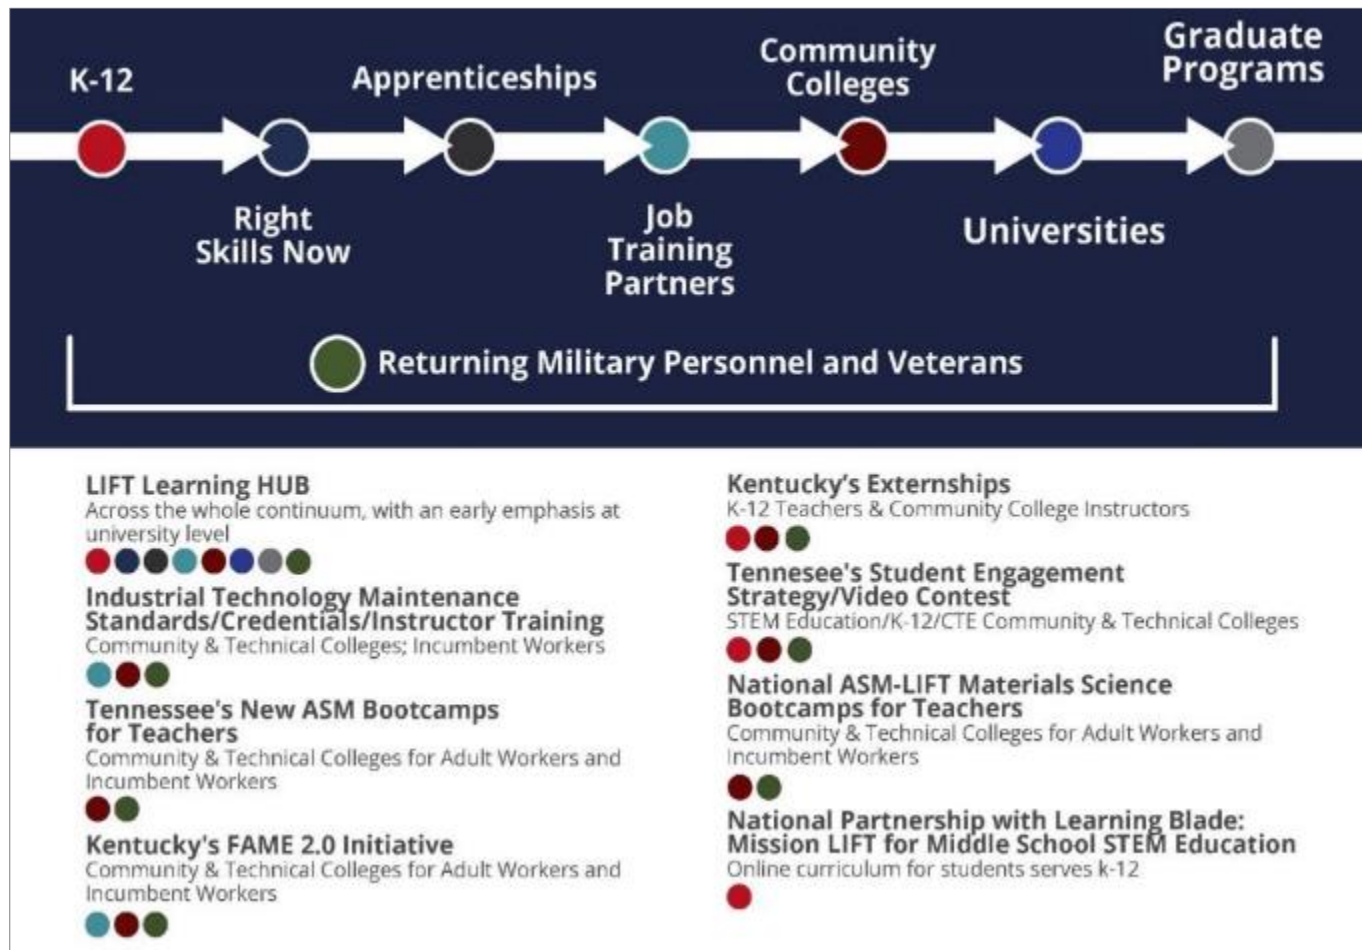 K-12
Apprenticeships
Community
Colleges
Graduate
Programs
Right
Skills Now
Job
Training
Partners
Universities
Returning Military Personnel and Veterans
LIFT Learning HUB
Across the whole continuum, with an early emphasis at
university level
Industrial Technology Maintenance
Standards/Credentials/Instructor Training
Community & Technical Colleges; Incumbent Workers
Tennessee's New ASM Bootcamps
for Teachers
Community & Technical Colleges for Adult Workers and
Incumbent Workers
Kentucky's FAME 2.0 Initiative
Community & Technical Colleges for Adult Workers and
Incumbent Workers
Kentucky's Externships
K-12 Teachers & Community College Instructors
Tennesee's Student Engagement
Strategy/Video Contest
STEM Education/K-12/CTE Community & Technical Colleges
National ASM-LIFT Materials Science
Bootcamps for Teachers
Community & Technical Colleges for Adult Workers and
Incumbent Workers
National Partnership with Learning Blade:
Mission LIFT for Middle School STEM Education
Online curriculum for students serves k-12